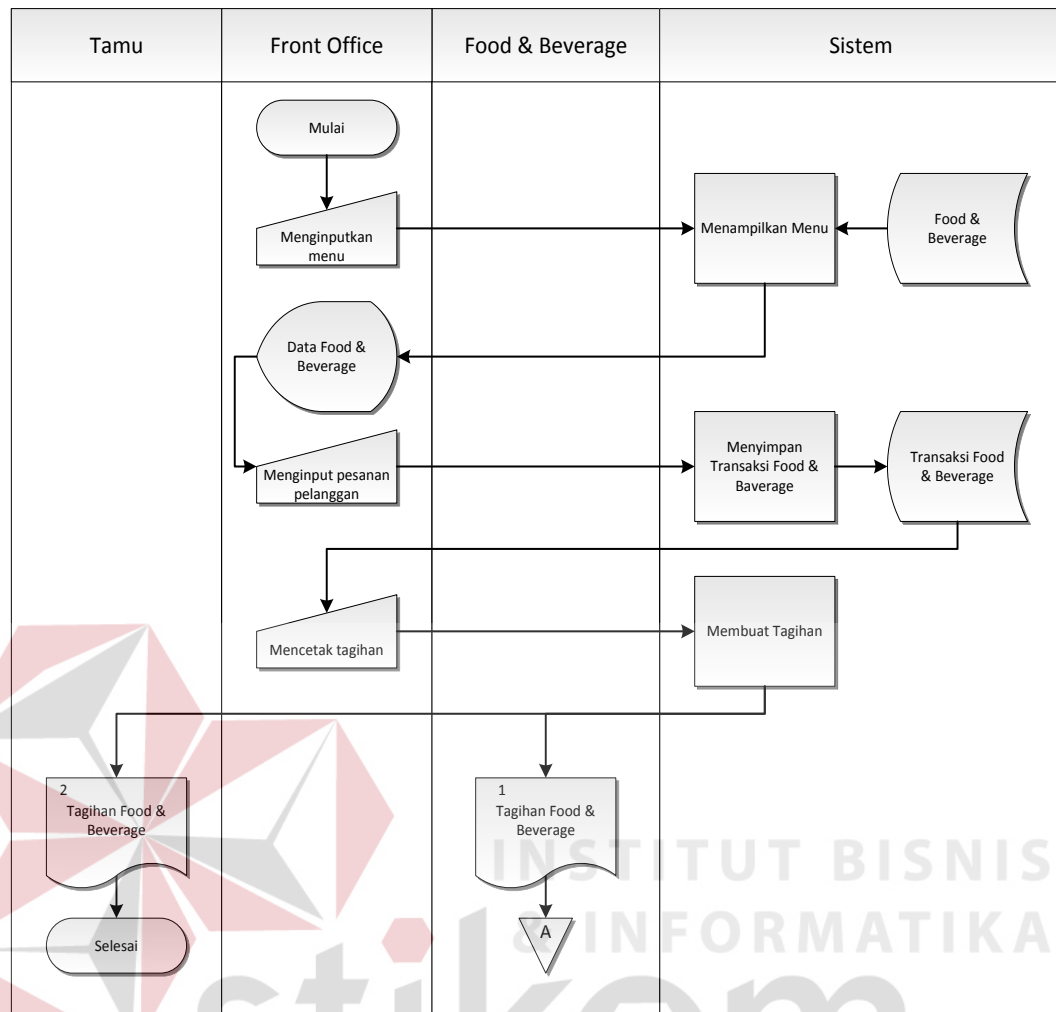 Tamu
Front Office
Food & Beverage
Sistem
Mulai
Menginputkan
menu
Menampilkan Menu
Food &
Beverage
Data Food &
Beverage
Menginput pesanan
pelanggan
Menyimpan
Transaksi Food &
Baverage
Transaksi Food
& Beverage
Mencetak tagihan
Membuat Tagihan
2
Tagihan Food &
Beverage
1
Tagihan Food &
Beverage
Selesai
A
INSTITUT BISNIS
& INFORMATIKA
stikom